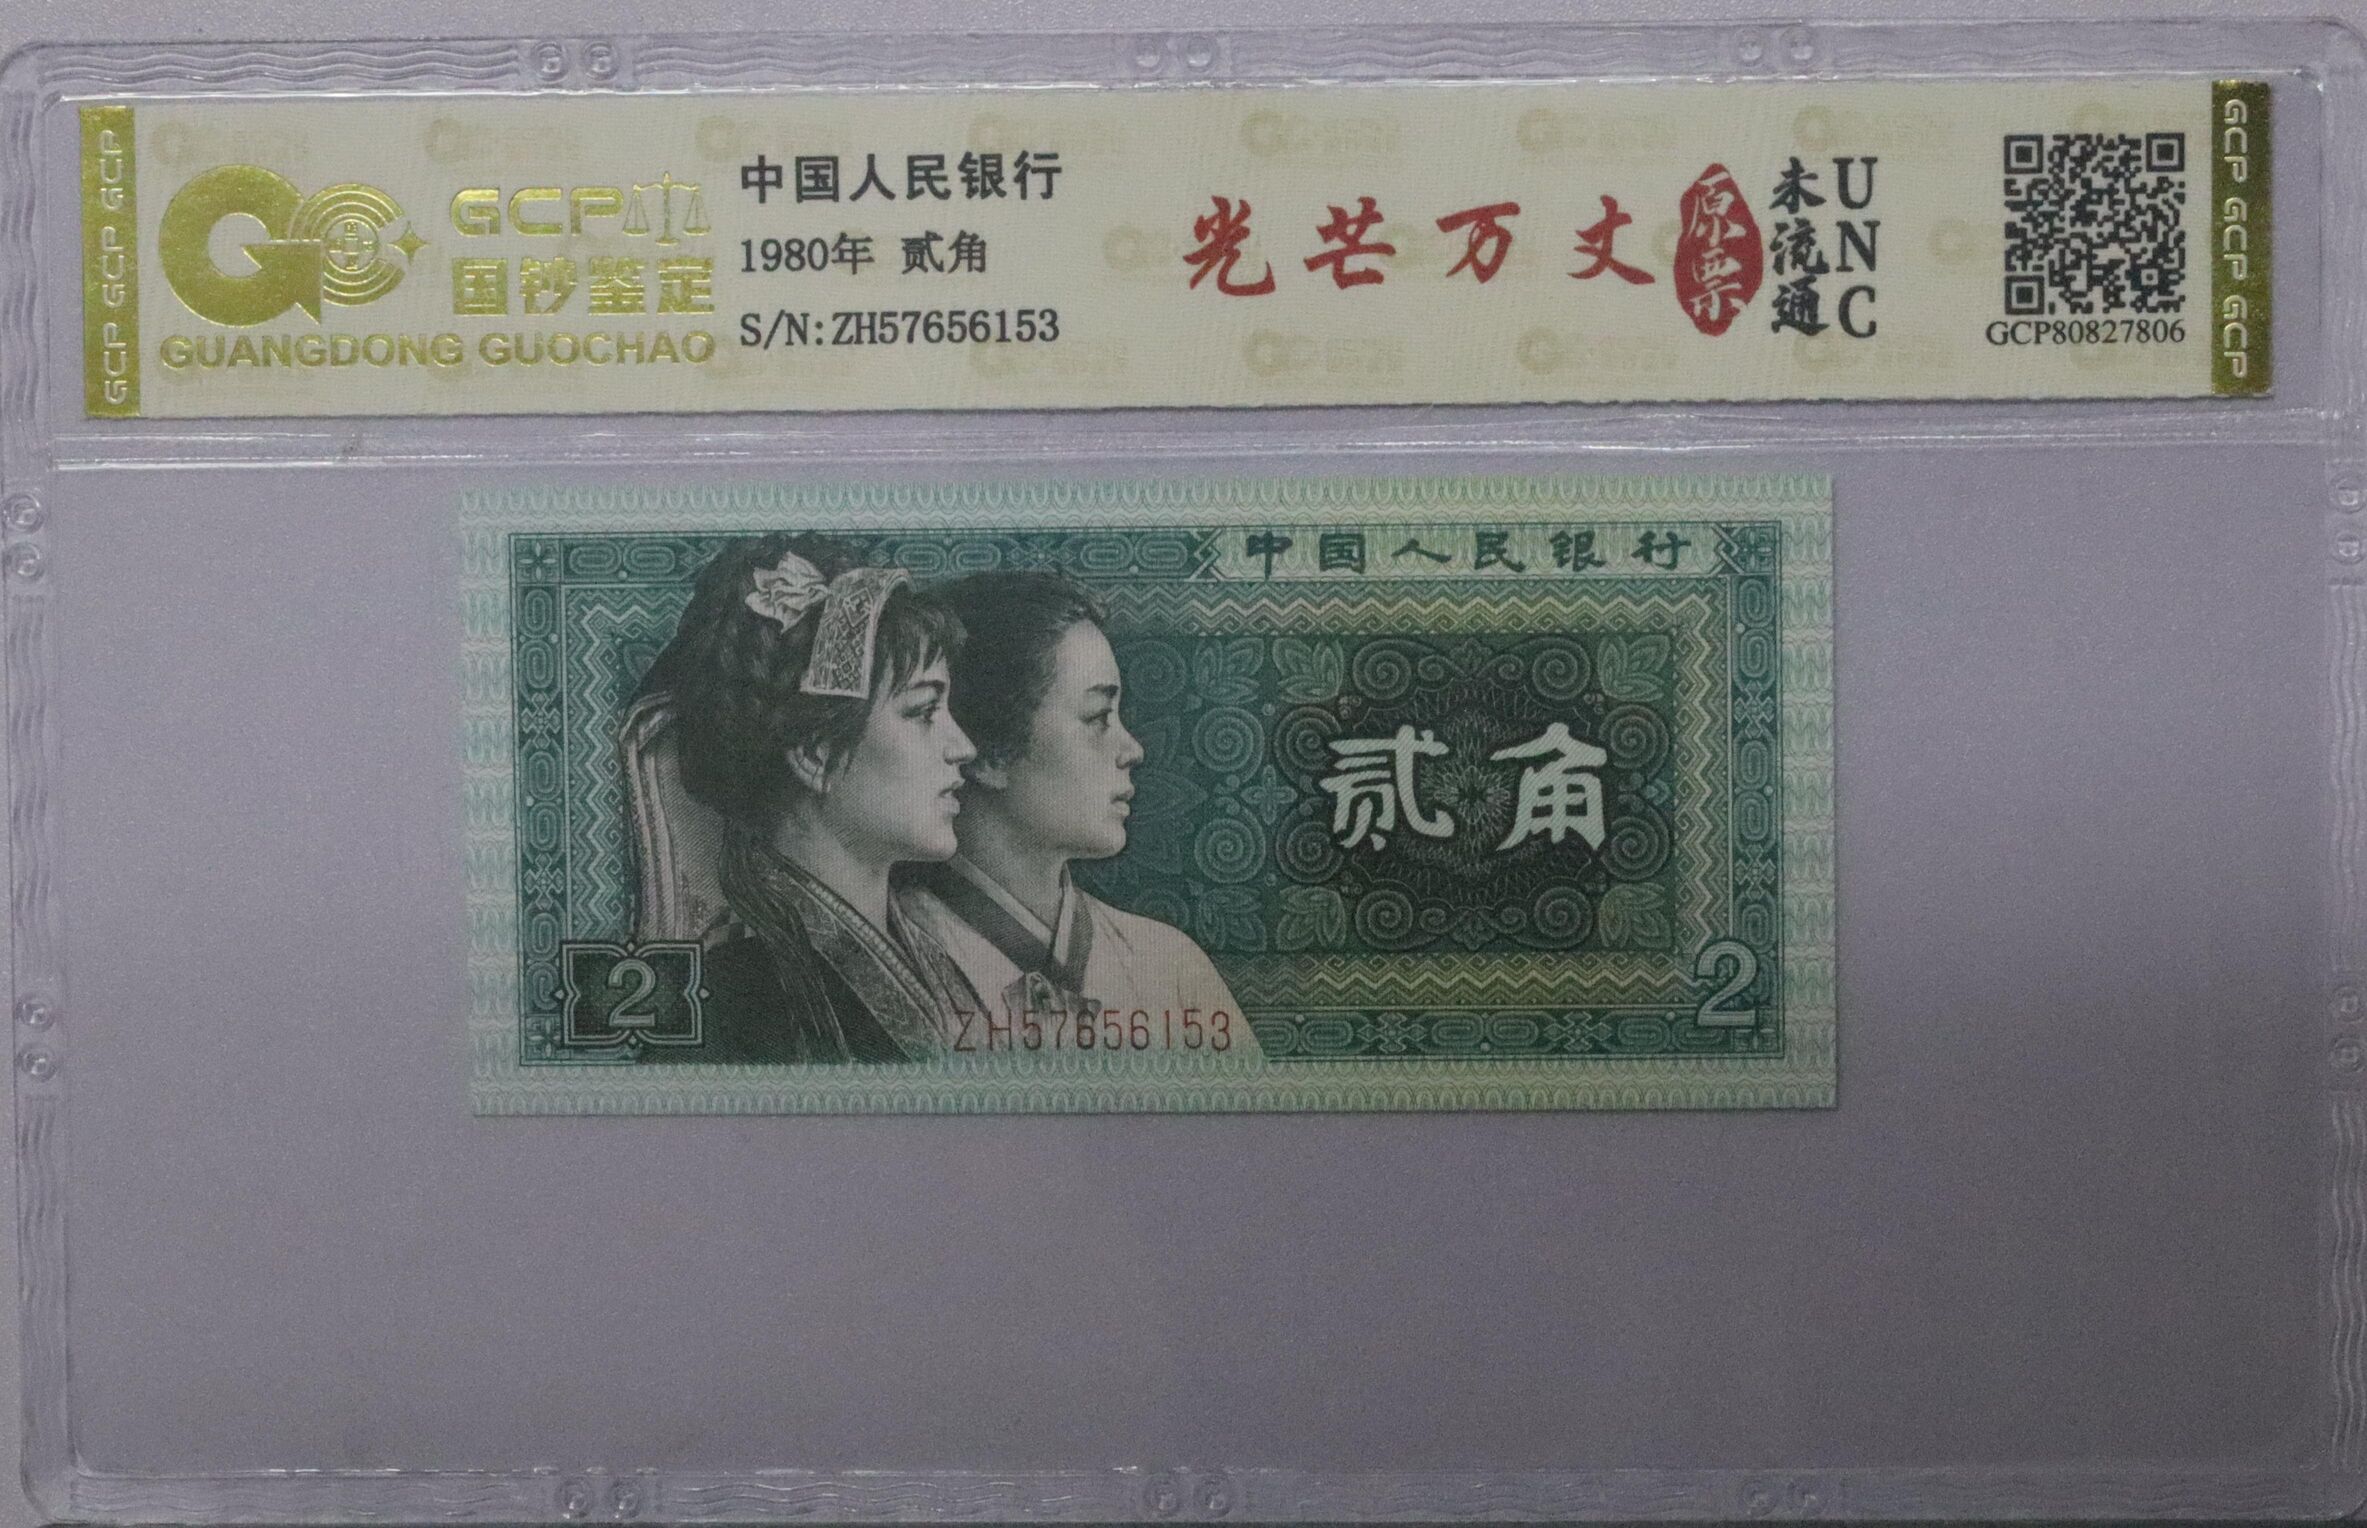 GCP GCP GCP
GCP
国钞鉴定
GUANGDONG GUOCHAO
中国人民银行
1980年 贰角
S/N:ZH57656153
光芒万丈
原票
未流通
UNC
GCP80827806
GCP GCP GCP
中国人民银行
贰角
2
2
ZH57656153